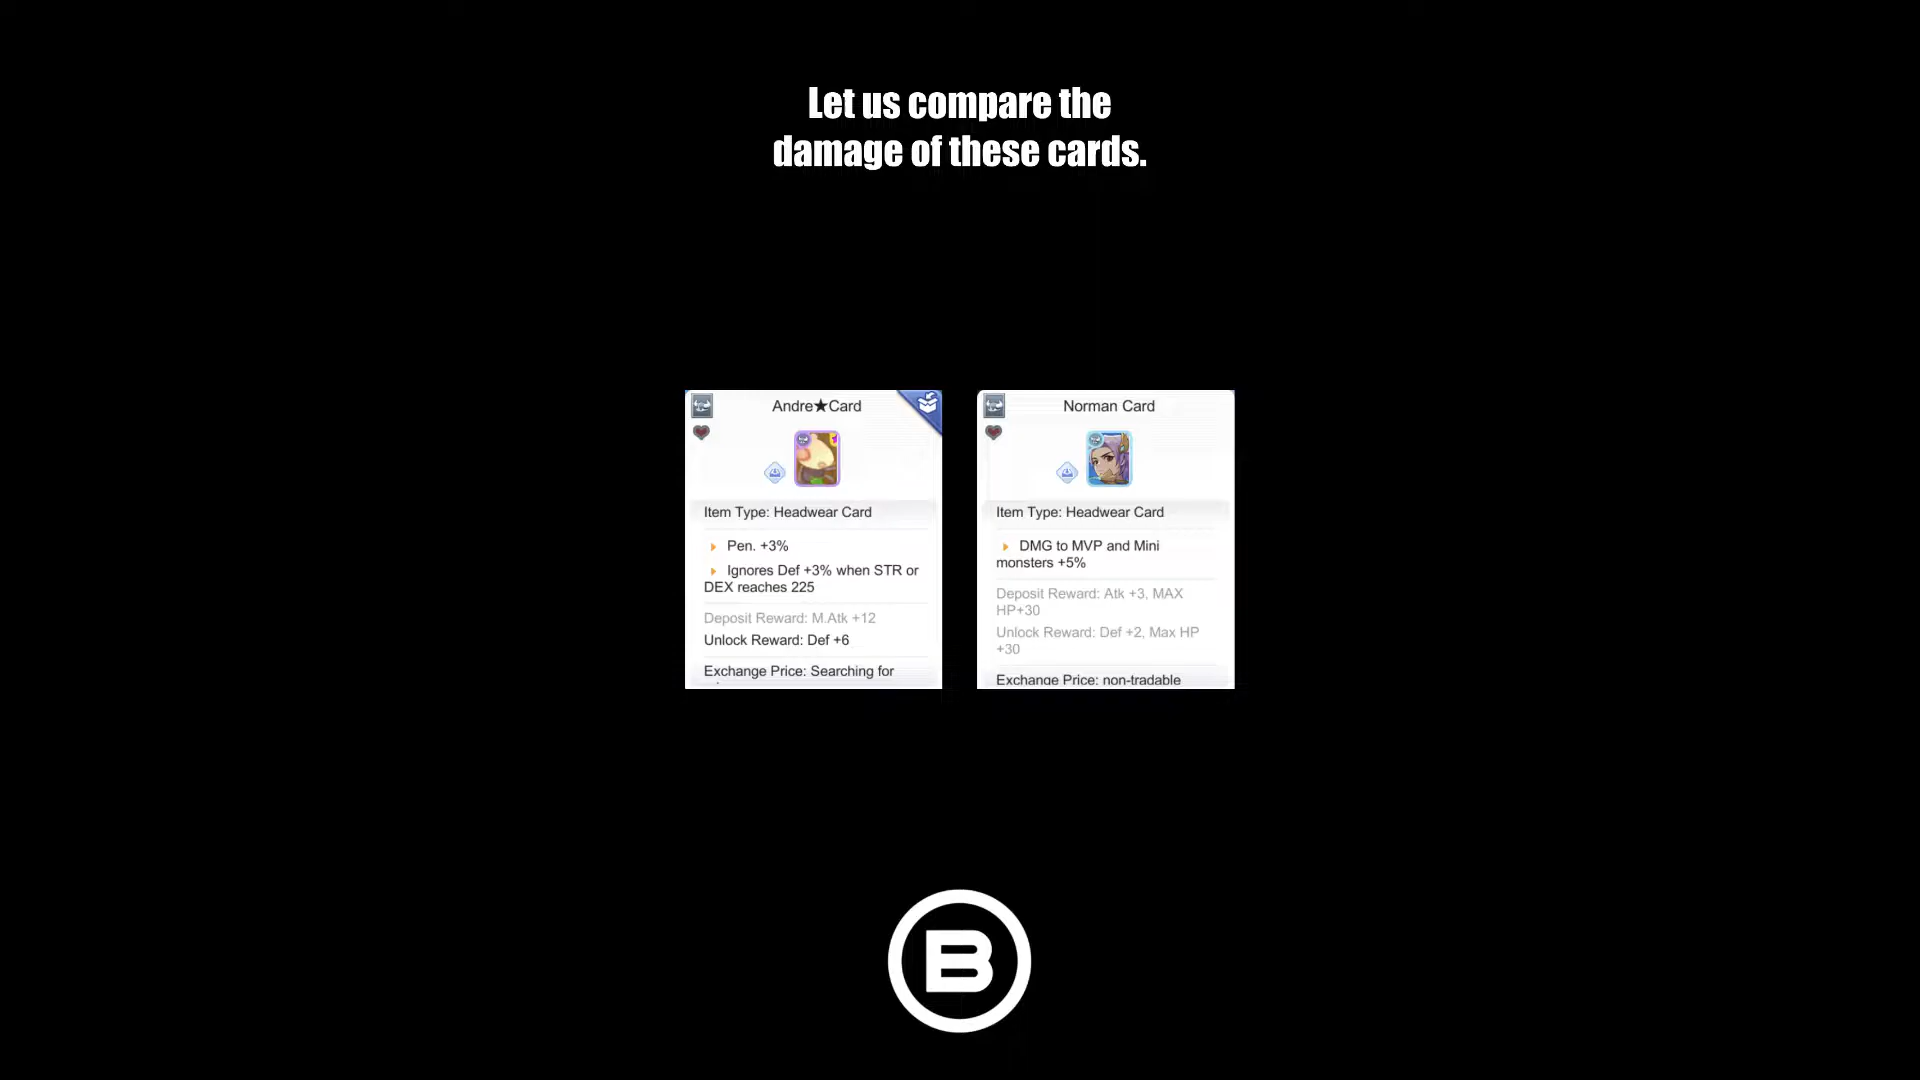 Let us compare the
damage of these cards.
Andre★Card
Item Type: Headwear Card
Pen. +3%
Ignores Def +3% when STR or
DEX reaches 225
Deposit Reward: M.Atk +12
Unlock Reward: Def +6
Exchange Price: Searching for
Norman Card
Item Type: Headwear Card
DMG to MVP and Mini
monsters +5%
Deposit Reward: Atk +3, MAX
HP+30
Unlock Reward: Def +2, Max HP
+30
Exchange Price: non-tradable
B